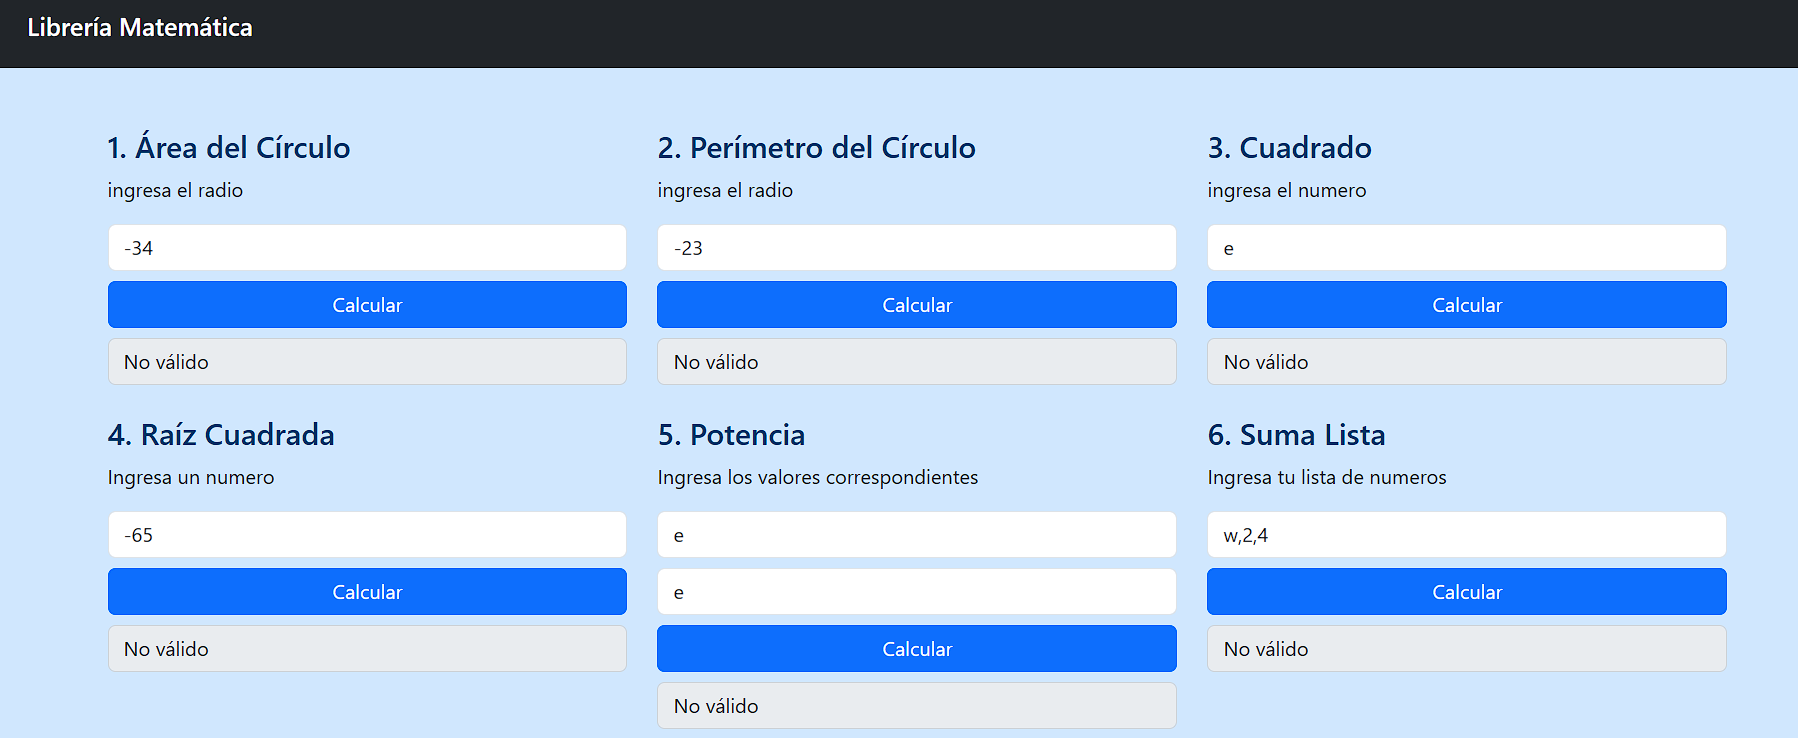 Librería Matemática
1. Área del Círculo
ingresa el radio
-34
Calcular
No válido
2. Perímetro del Círculo
ingresa el radio
-23
Calcular
No válido
3. Cuadrado
ingresa el numero
e
Calcular
No válido
4. Raíz Cuadrada
Ingresa un numero
-65
Calcular
No válido
5. Potencia
Ingresa los valores correspondientes
e
e
Calcular
No válido
6. Suma Lista
Ingresa tu lista de numeros
w,2,4
Calcular
No válido